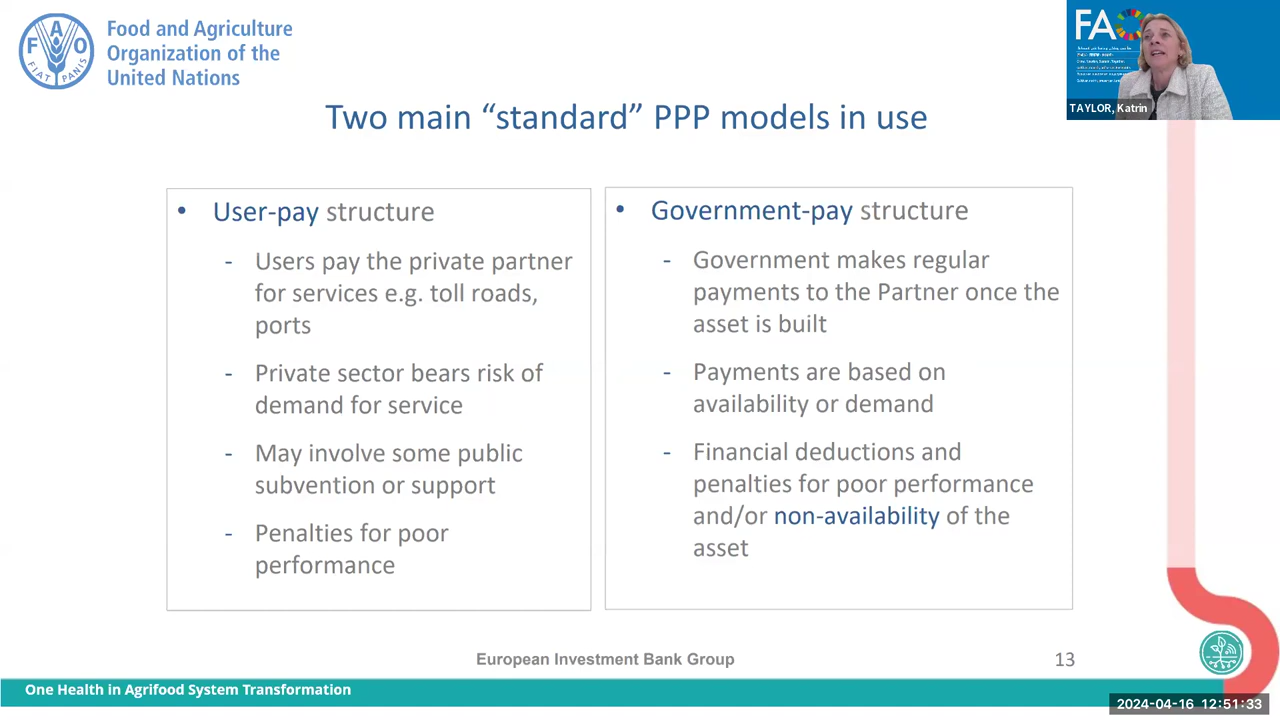 Food and Agriculture
Organization of the
United Nations
F A O
FIAT PANIS
FAO
TAYLOR, Katrin
Two main “standard” PPP models in use
• User-pay structure
- Users pay the private partner
for services e.g. toll roads,
ports
- Private sector bears risk of
demand for service
- May involve some public
subvention or support
- Penalties for poor
performance
• Government-pay structure
- Government makes regular
payments to the Partner once the
asset is built
- Payments are based on
availability or demand
- Financial deductions and
penalties for poor performance
and/or non-availability of the
asset
European Investment Bank Group
13
One Health in Agrifood System Transformation
2024-04-16 12:51:33